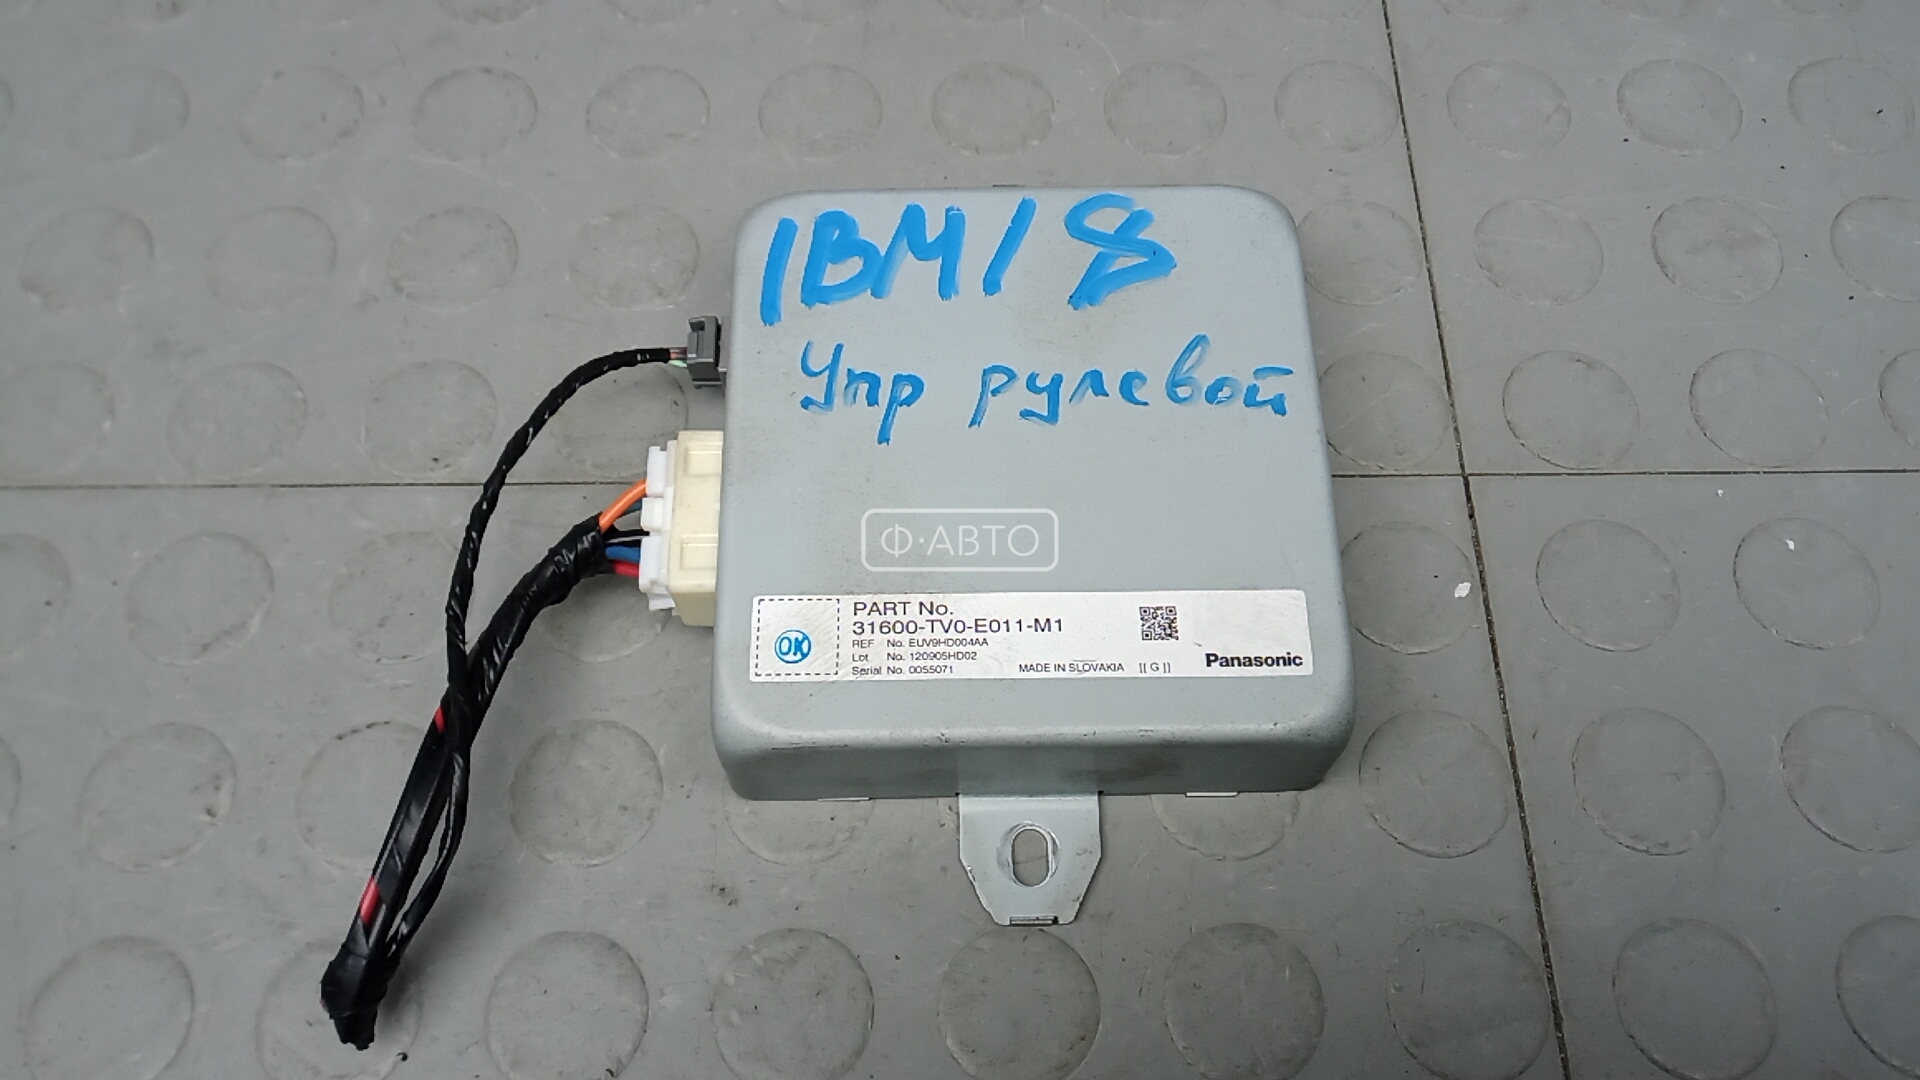 1ВМ18
Упр рулевой
Ф·АВТО
OK
PART No.
31600-TV0-E011-M1
REF No. EUV9HD004AA
Lot No. 120905HD02
Serial No. 0055071 MADE IN SLOVAKIA [[ G ]]
Panasonic